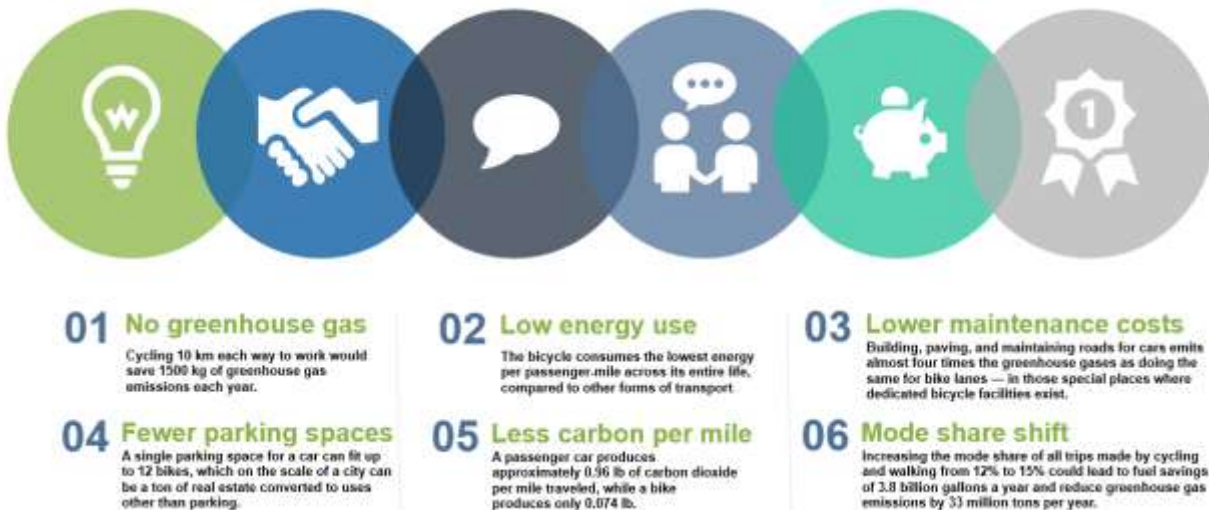 W
1
01 No greenhouse gas
Cycling 10 km each way to work would
save 1500 kg of greenhouse gas
emissions each year.
02 Low energy use
The bicycle consumes the lowest energy
per passenger-mile across its entire life,
compared to other forms of transport
03 Lower maintenance costs
Building, paving, and maintaining roads for cars emits
almost four times the greenhouse gases as doing the
same for bike lanes — in those special places where
dedicated bicycle facilities exist.
04 Fewer parking spaces
A single parking space for a car can fit up
to 12 bikes, which on the scale of a city can
be a ton of real estate converted to uses
other than parking.
05 Less carbon per mile
A passenger car produces
approximately 0.96 lb of carbon dioxide
per mile traveled, while a bike
produces only 0.074 lb.
06 Mode share shift
Increasing the mode share of all trips made by cycling
and walking from 12% to 15% could lead to fuel savings
of 3.8 billion gallons a year and reduce greenhouse gas
emissions by 33 million tons per year.